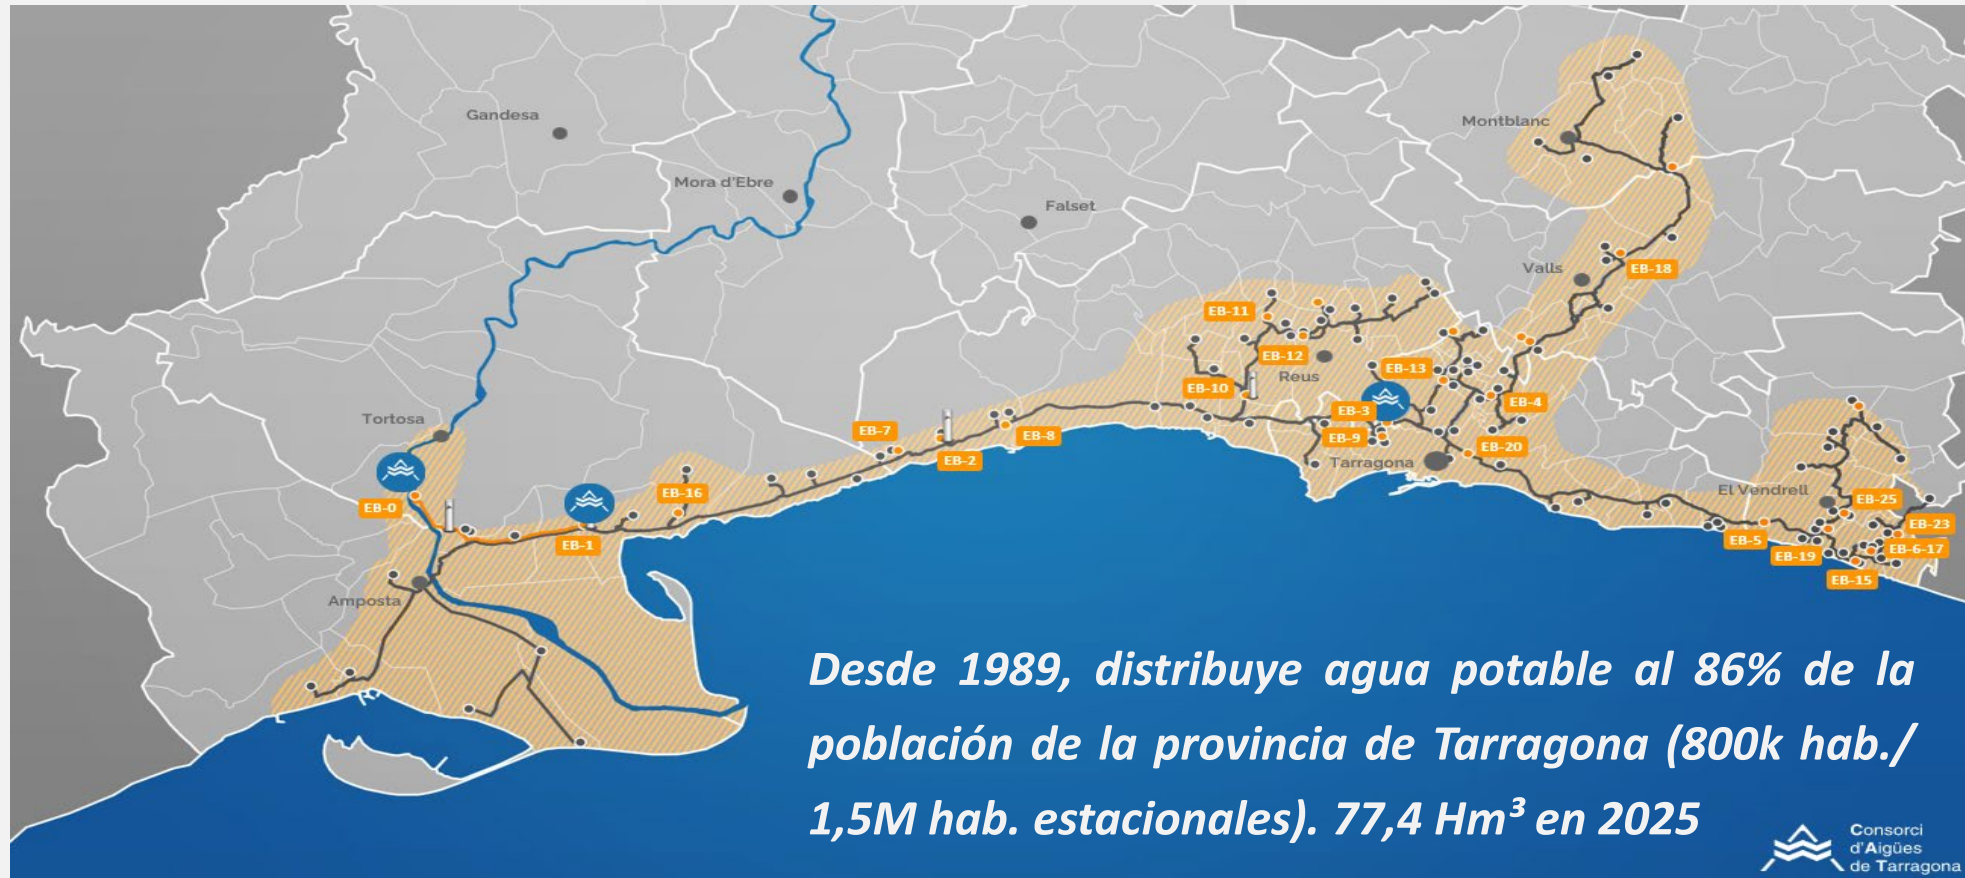 Gandesa
Montblanc
Mora d'Ebre
Falset
Valls
EB-18
EB-11
EB-12
Reus
EB-13
EB-10
EB-3
EB-4
Tortosa
EB-7
EB-8
EB-9
EB-20
EB-2
Tarragona
EB-16
El Vendrell
EB-25
EB-0
EB-23
EB-1
EB-5
EB-19
EB-6-17
EB-15
Amposta
Desde 1989, distribuye agua potable al 86% de la
población de la provincia de Tarragona (800k hab./
1,5M hab. estacionales). 77,4 Hm³ en 2025
Consorci
d'Aigües
de Tarragona